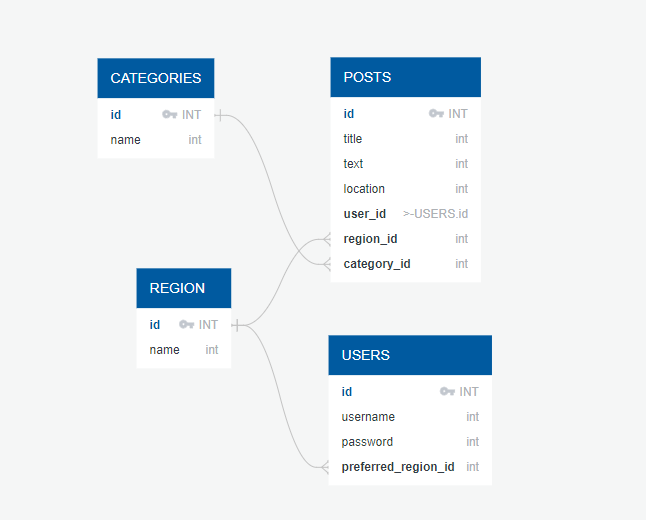 CATEGORIES
id INT
name int
POSTS
id INT
title int
text int
location int
user_id >-USERS.id
region_id int
category_id int
REGION
id INT
name int
USERS
id INT
username int
password int
preferred_region_id int